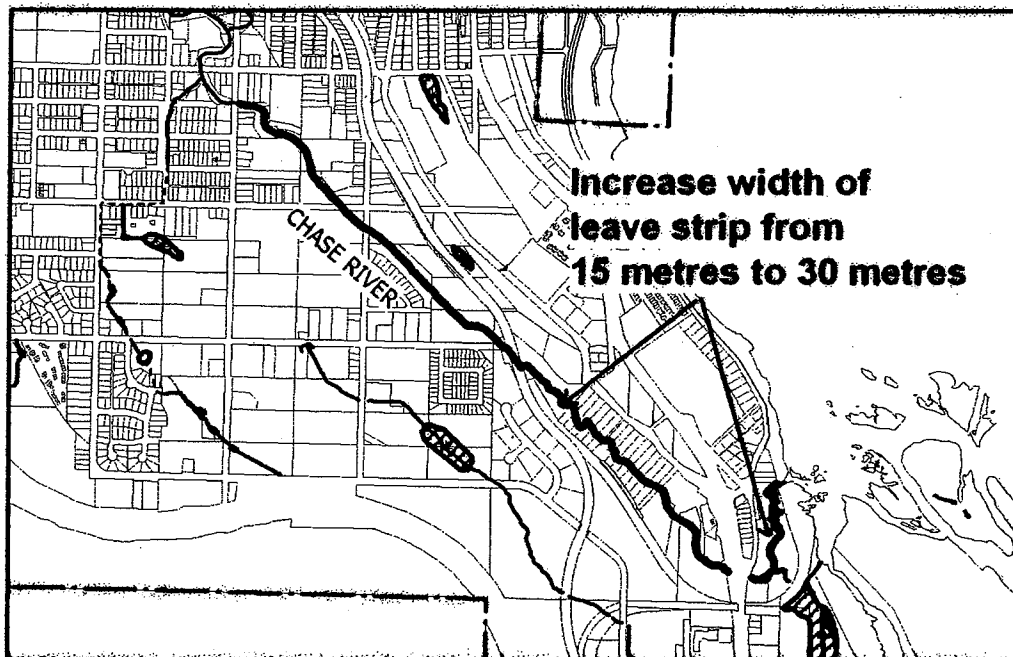 CHASE RIVER
Increase width of
leave strip from
15 metres to 30 metres